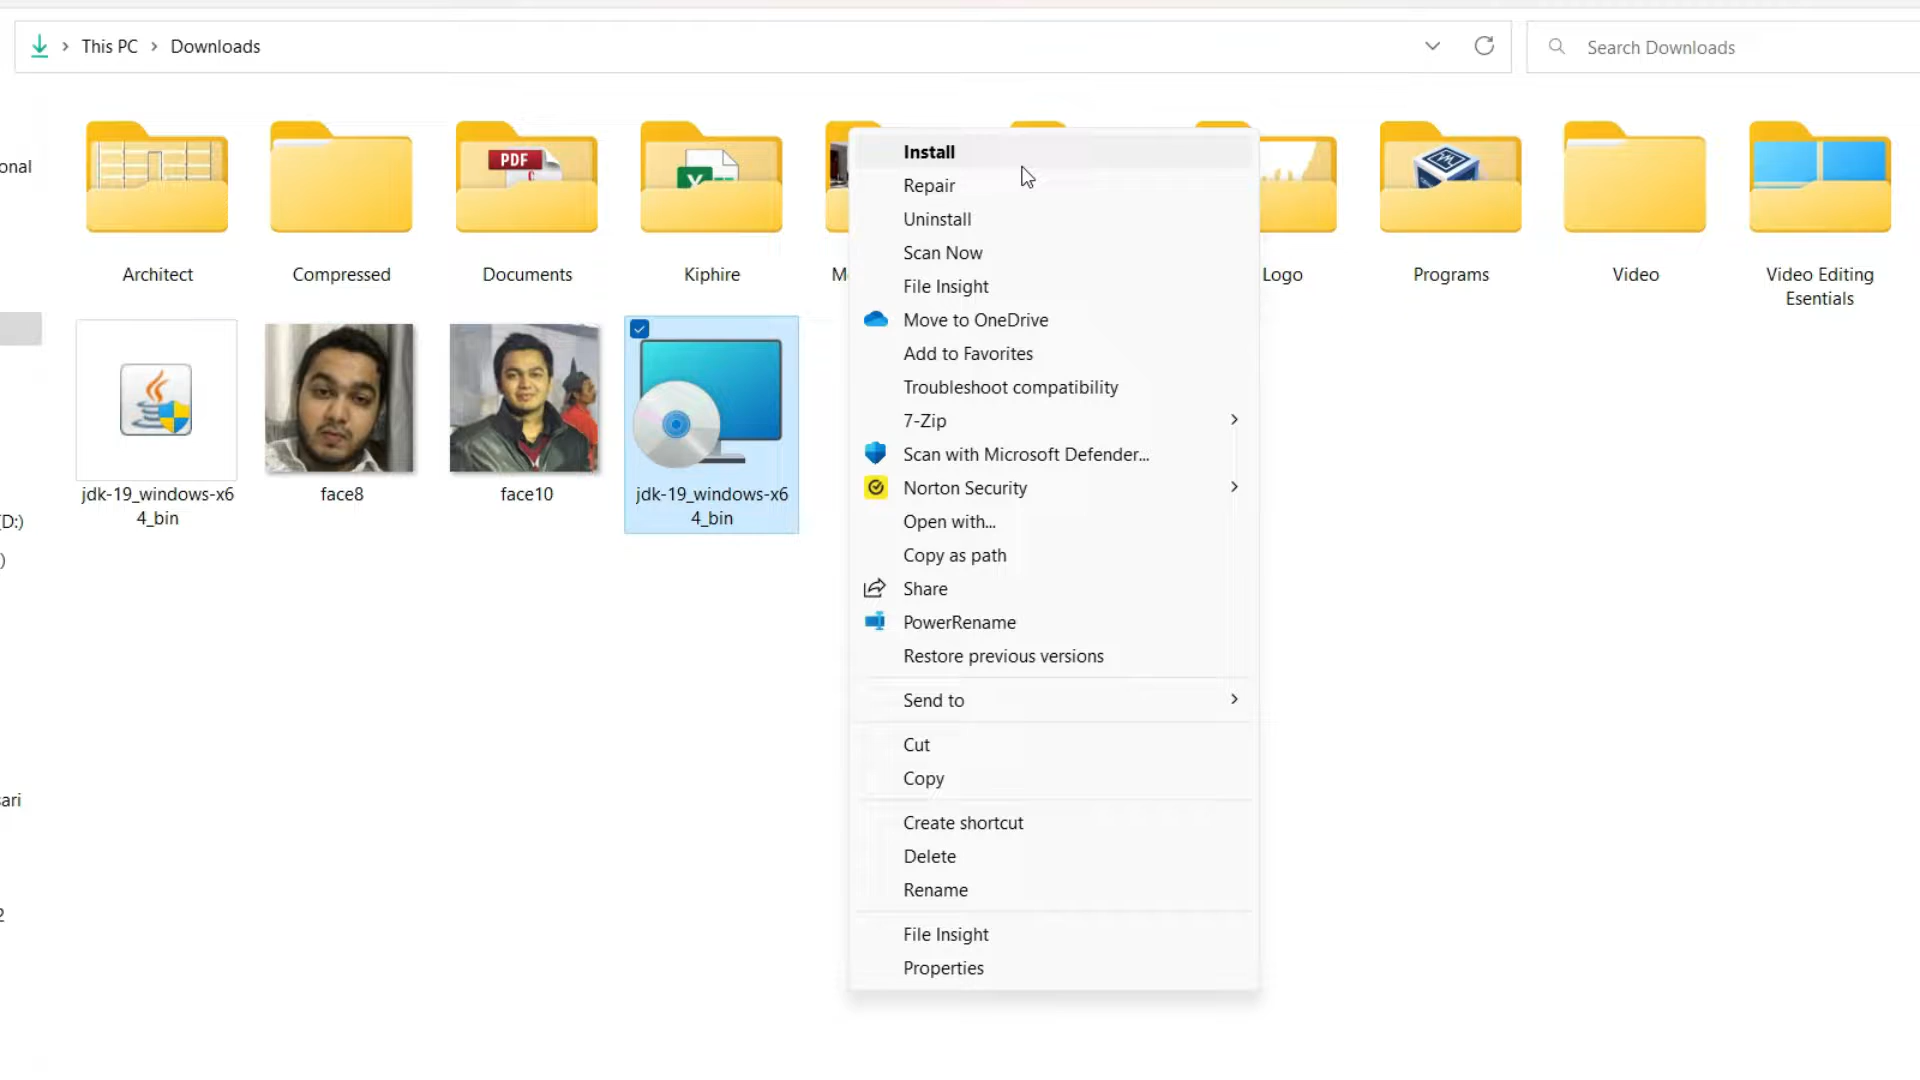 This PC
Downloads
Search Downloads
onal
D:)
)
sari
2
Architect
Compressed
Documents
Kiphire
Logo
Programs
Video
Video Editing
Esentials
PDF
jdk-19_windows-x6
4_bin
face8
face10
jdk-19_windows-x6
4_bin
Install
Repair
Uninstall
Scan Now
File Insight
Move to OneDrive
Add to Favorites
Troubleshoot compatibility
7-Zip
Scan with Microsoft Defender...
Norton Security
Open with...
Copy as path
Share
PowerRename
Restore previous versions
Send to
Cut
Copy
Create shortcut
Delete
Rename
File Insight
Properties